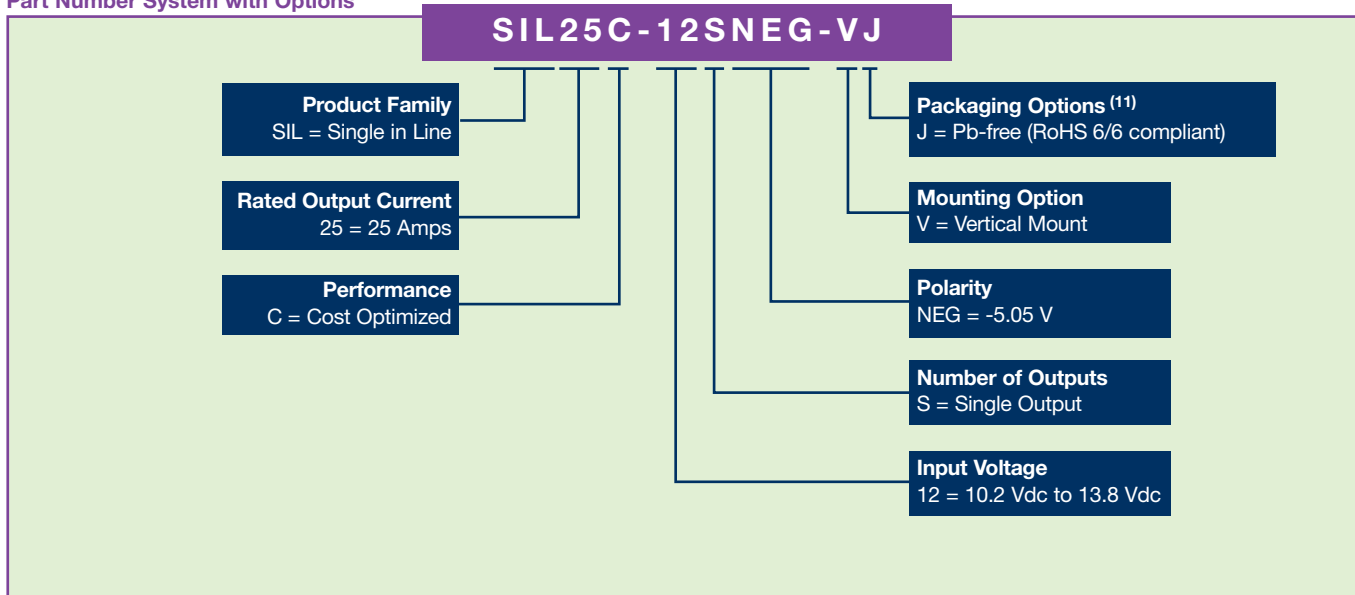 Part Number System with Options
SIL25C-12SNEG-VJ
Product Family
SIL = Single in Line
Rated Output Current
25 = 25 Amps
Performance
C = Cost Optimized
Packaging Options (11)
J = Pb-free (RoHS 6/6 compliant)
Mounting Option
V = Vertical Mount
Polarity
NEG = -5.05 V
Number of Outputs
S = Single Output
Input Voltage
12 = 10.2 Vdc to 13.8 Vdc